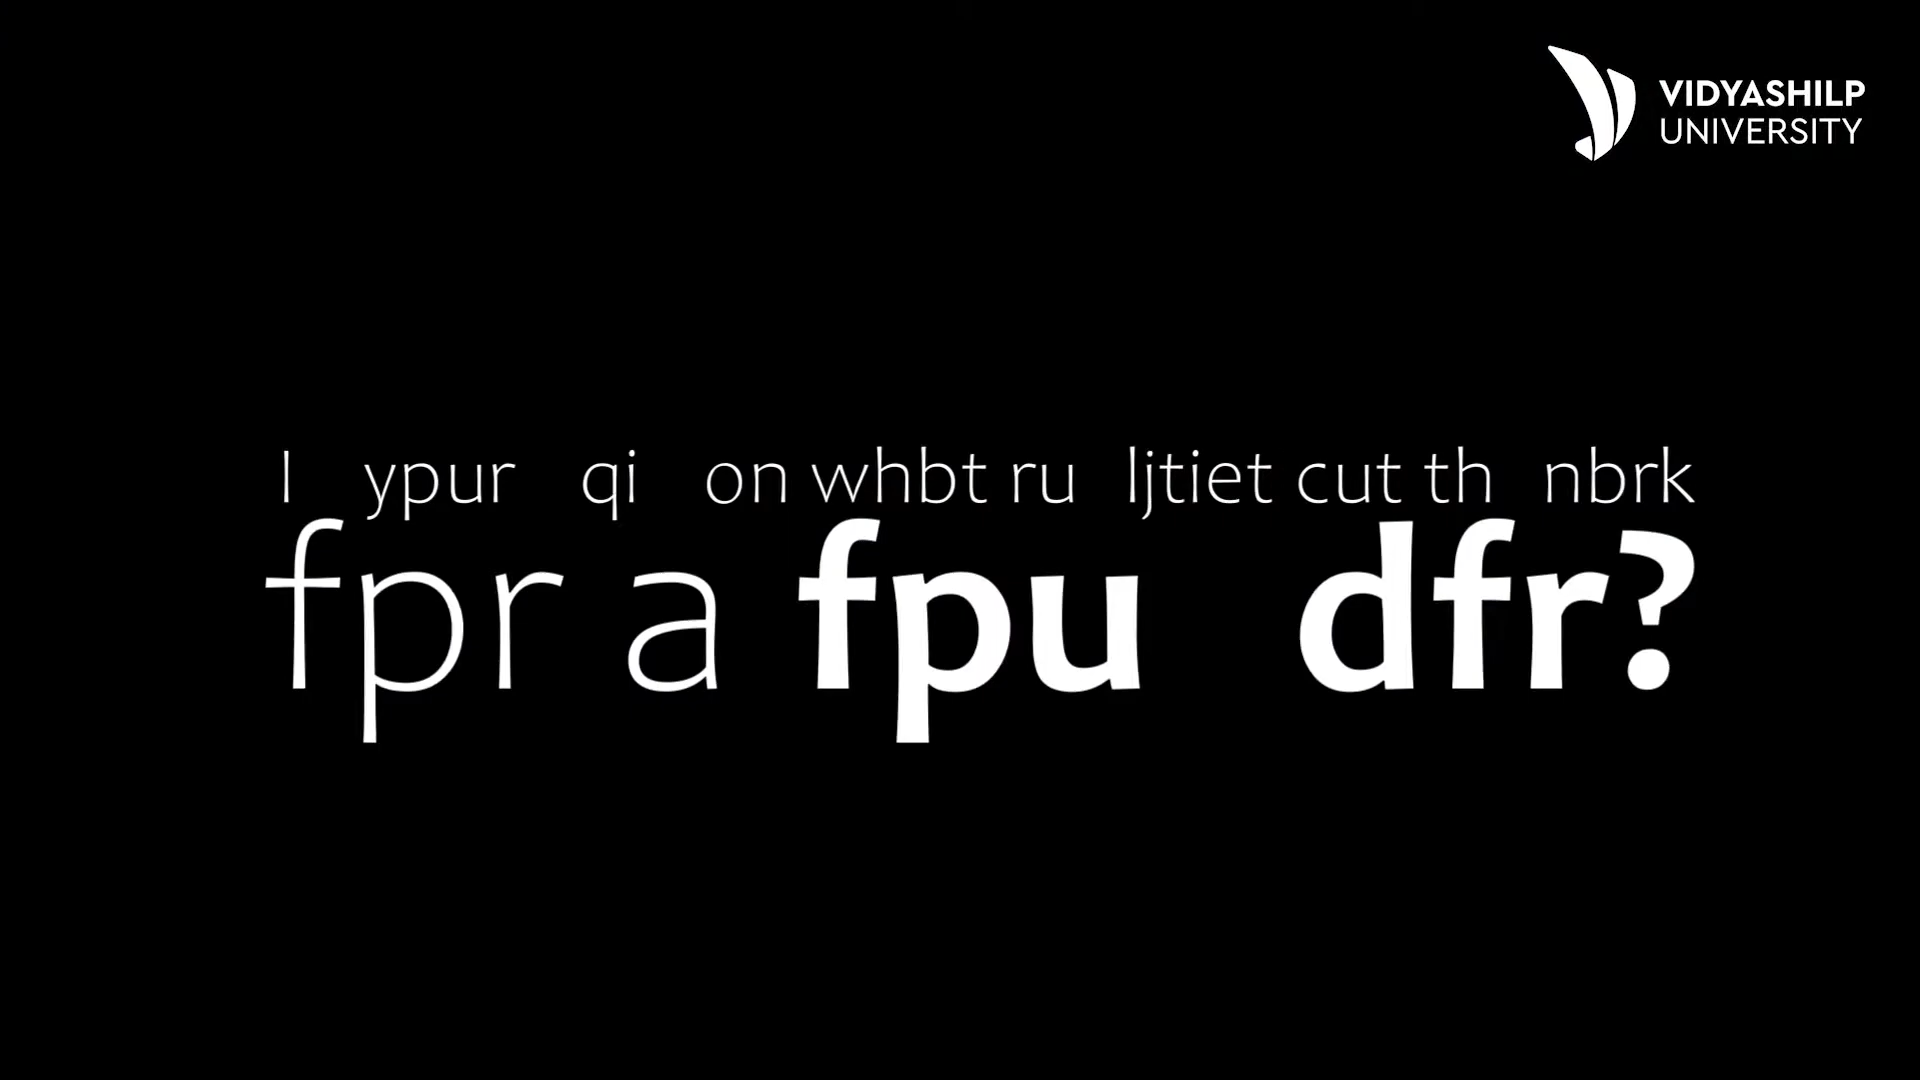 VIDYASHILP
UNIVERSITY
I ypur qi on whbt ru ljtiet cut th nbrk
fpr a fpu dfr?